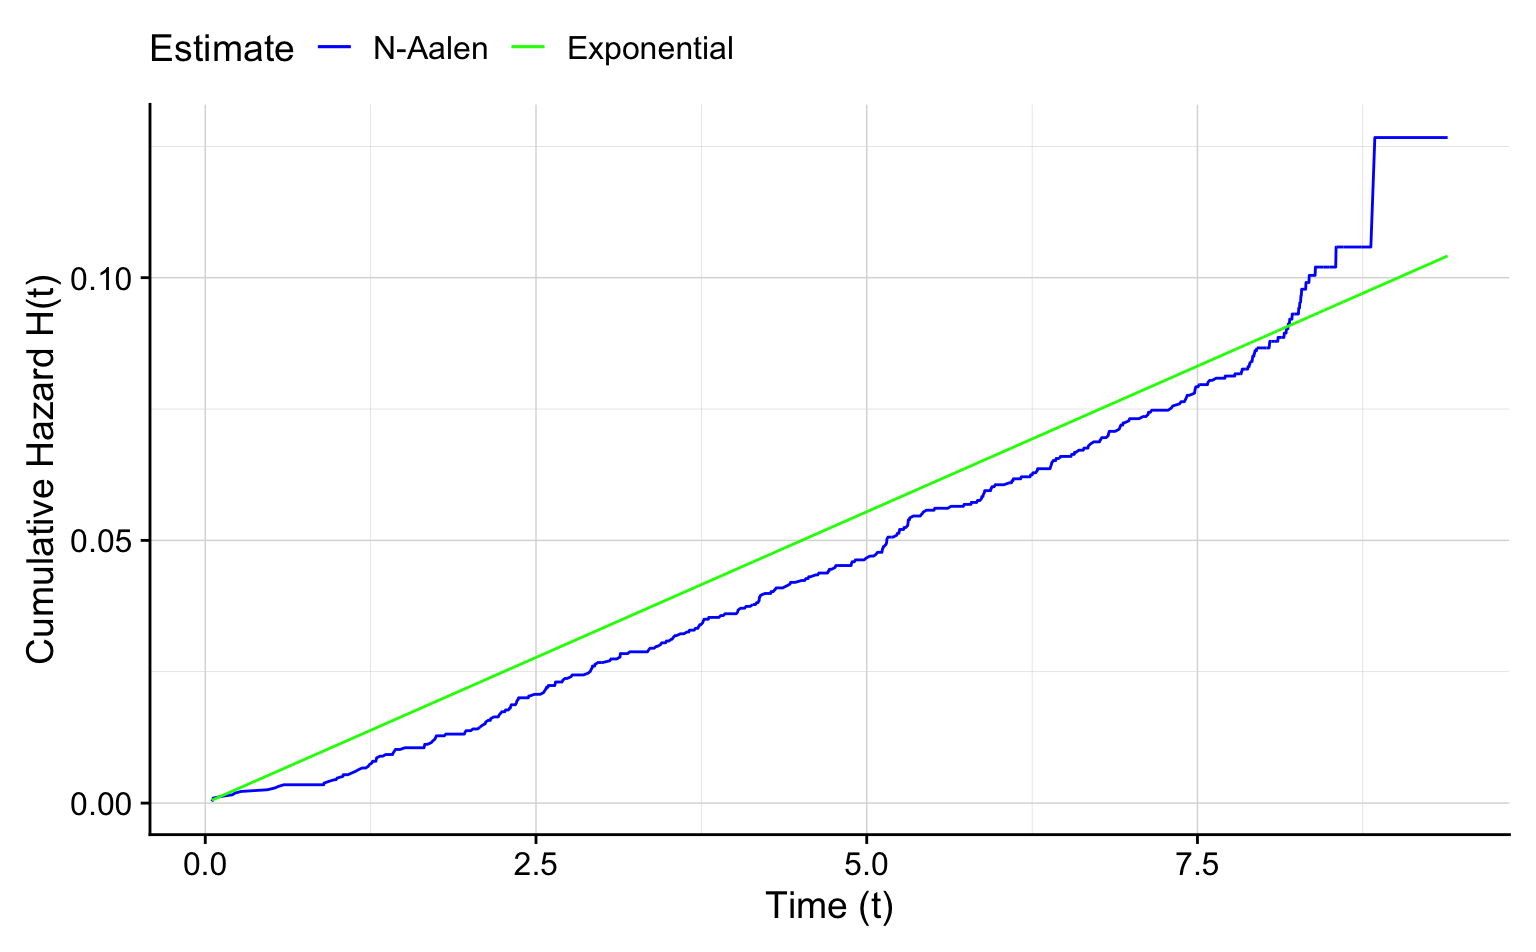 Estimate N-Aalen Exponential
Cumulative Hazard H(t)
0.10
0.05
0.00
0.0 2.5 5.0 7.5
Time (t)